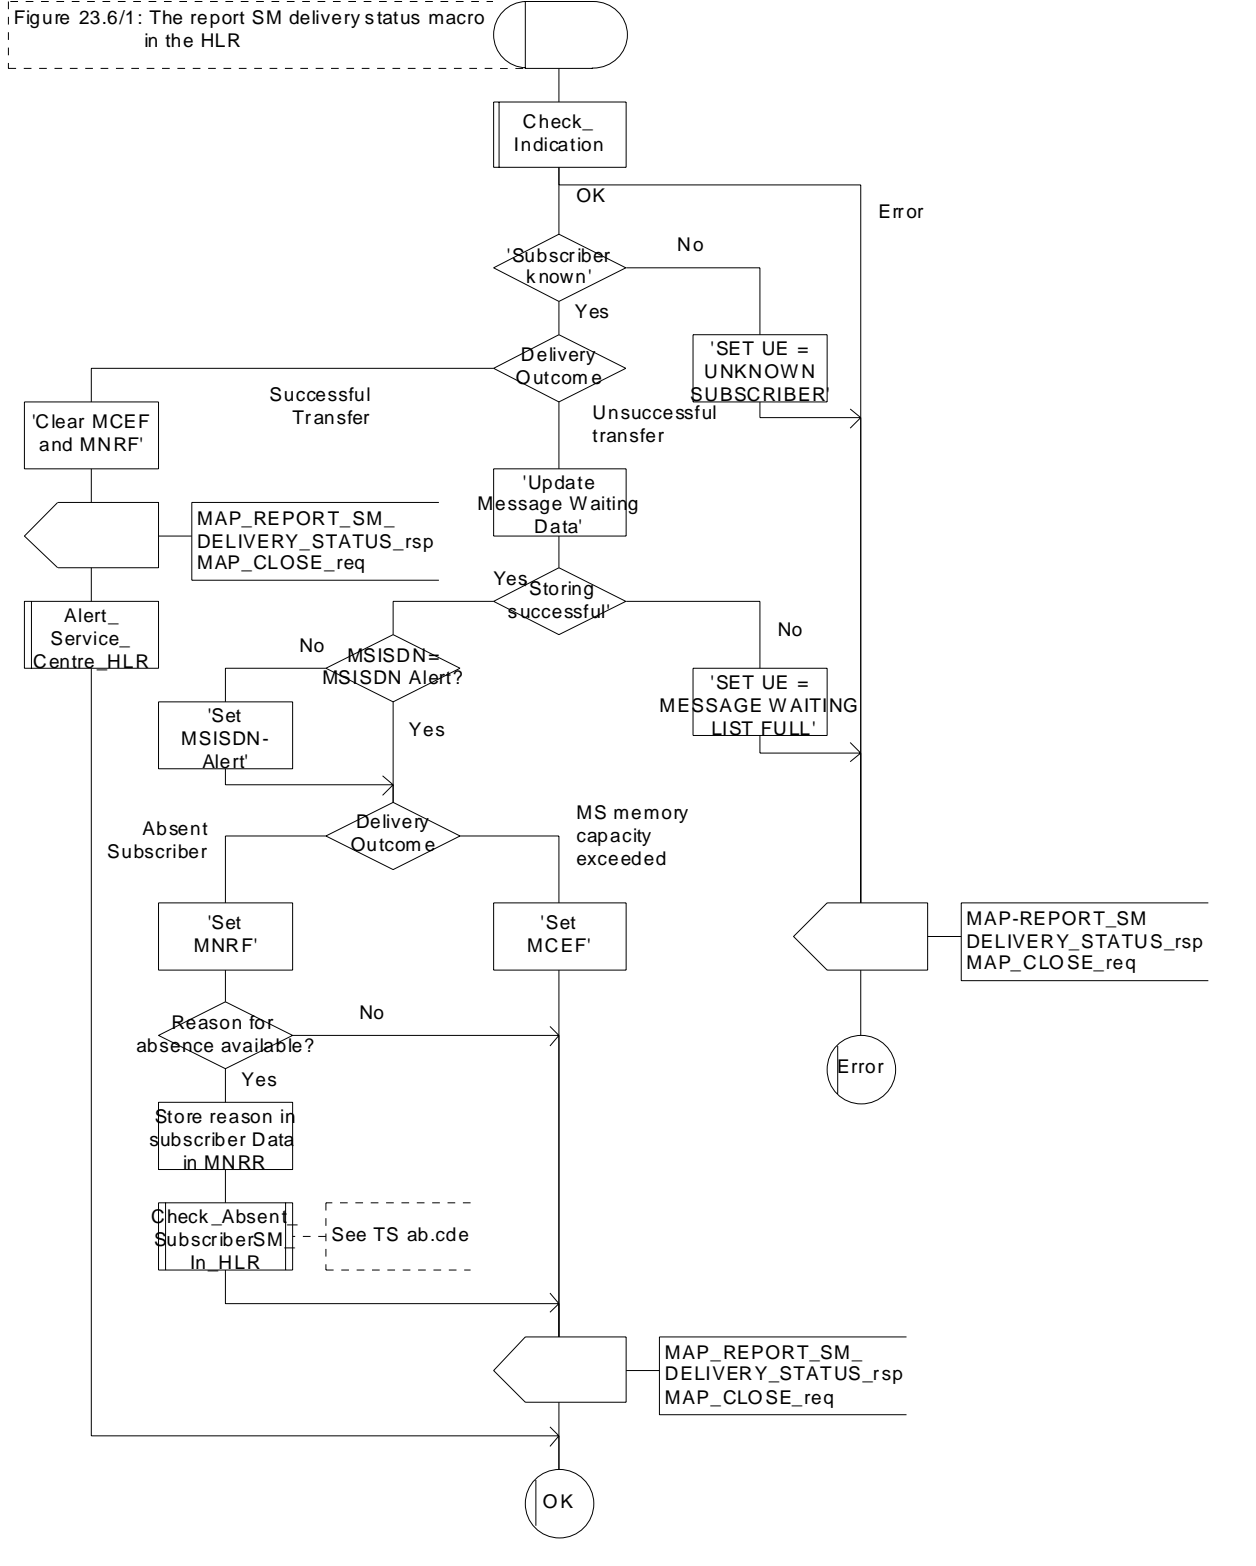 Figure 23.6/1: The report SM delivery status macro
in the HLR
Check_
Indication
OK
Error
'Subscriber
known'
No
Yes
Delivery
Outcome
'SET UE =
UNKNOWN
SUBSCRIBER'
Successful
Transfer
Unsuccessful
transfer
'Clear MCEF
and MNRF'
'Update
Message Waiting
Data'
MAP_REPORT_SM_
DELIVERY_STATUS_rsp
MAP_CLOSE_req
Yes
'Storing
successful'
No
Alert_
Service_
Centre_HLR
No
MSISDN=
MSISDN Alert?
'SET UE =
MESSAGE WAITING
LIST FULL'
'Set
MSISDN-
Alert'
Yes
Absent
Subscriber
Delivery
Outcome
MS memory
capacity
exceeded
'Set
MNRF'
'Set
MCEF'
MAP-REPORT_SM
DELIVERY_STATUS_rsp
MAP_CLOSE_req
Reason for
absence available?
No
Error
Yes
Store reason in
subscriber Data
in MNRR
Check_Absent_
SubscriberSM_
In_HLR
See TS ab.cde
MAP_REPORT_SM_
DELIVERY_STATUS_rsp
MAP_CLOSE_req
OK